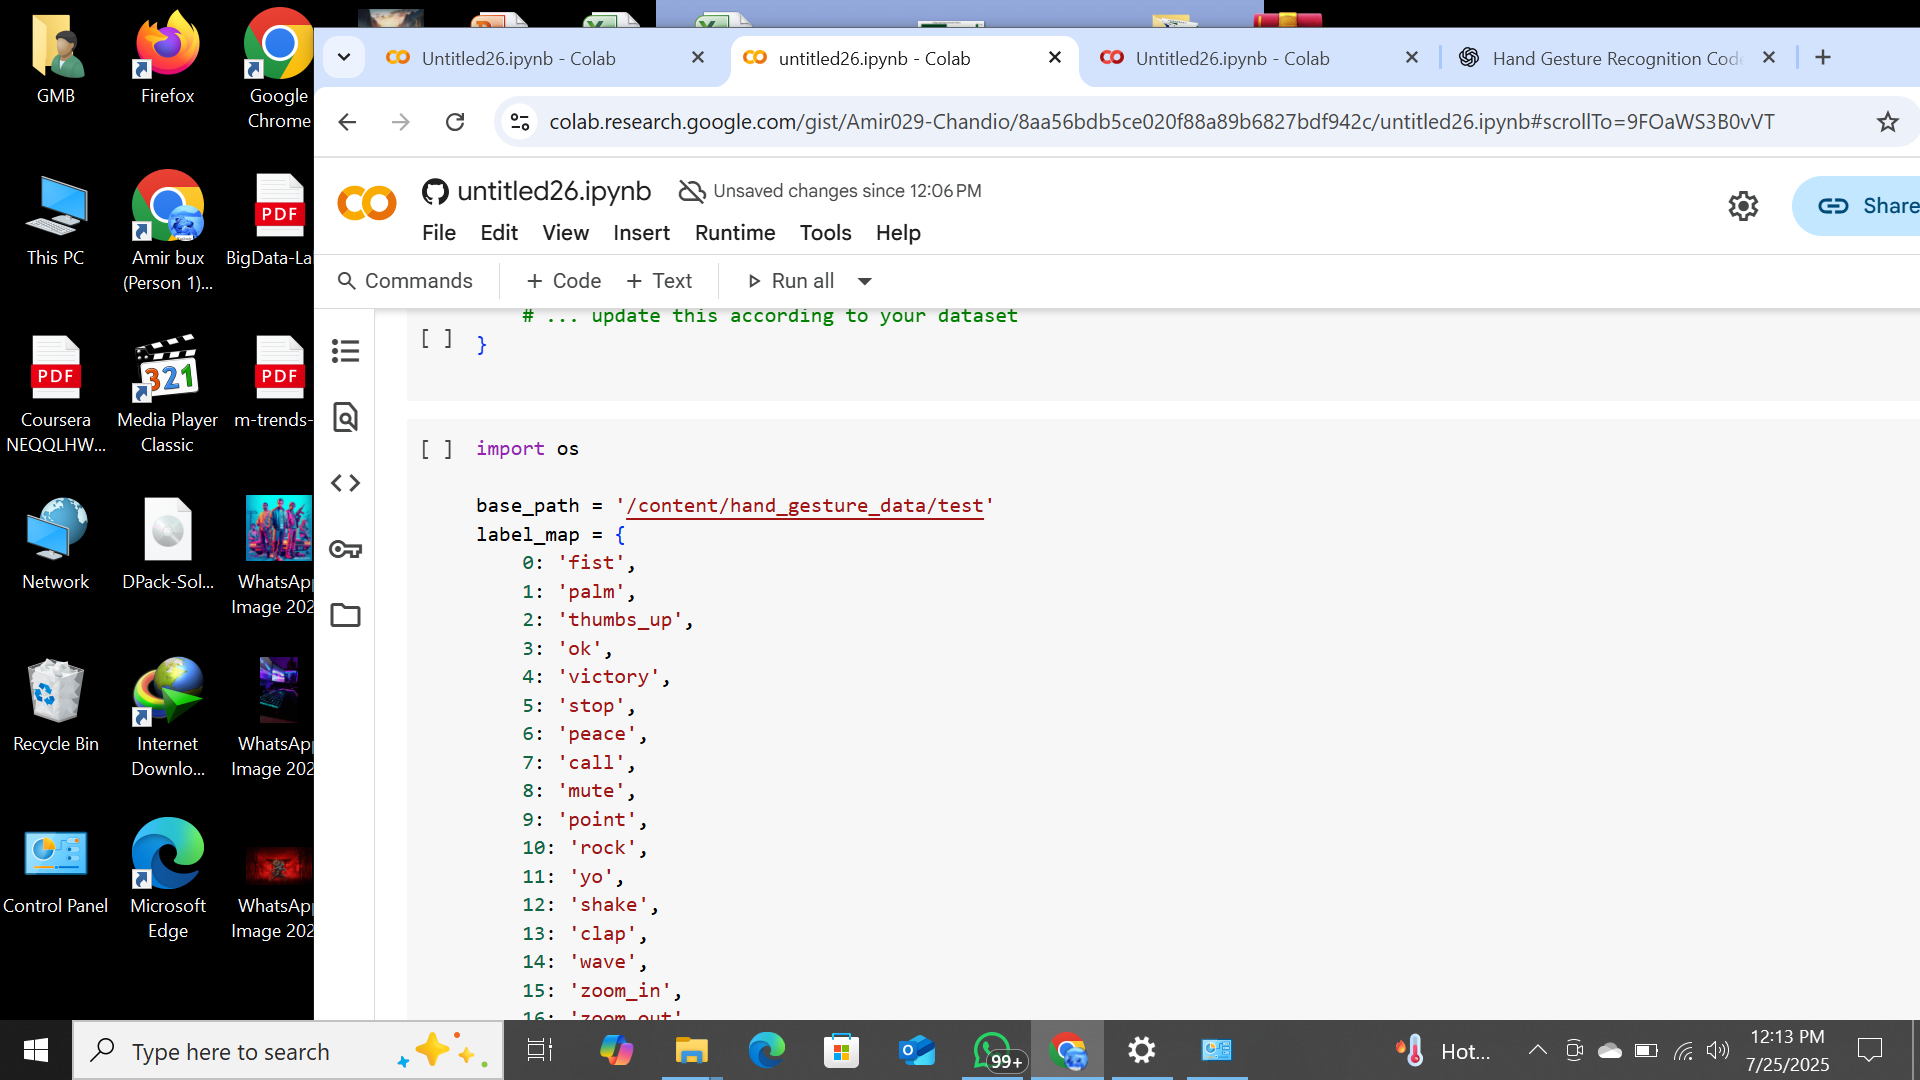 GMB
Firefox
Google
Chrome
This PC
Amir bux
(Person 1)...
PDF
BigData-La
PDF
Coursera
NEQQLHW...
321
Media Player
Classic
PDF
m-trends-
Network
DPack-Sol...
WhatsAp
Image 202
Recycle Bin
Internet
Downlo...
WhatsAp
Image 202
Control Panel
Microsoft
Edge
WhatsAp
Image 202
Untitled26.ipynb - Colab
untitled26.ipynb - Colab
Untitled26.ipynb - Colab
Hand Gesture Recognition Code
colab.research.google.com/gist/Amir029-Chandio/8aa56bdb5ce020f88a89b6827bdf942c/untitled26.ipynb#scrollTo=9FOaWS3B0vVT
untitled26.ipynb
Unsaved changes since 12:06 PM
File Edit View Insert Runtime Tools Help
Share
Commands + Code + Text Run all
# ... update this according to your dataset
[ ] }
[ ] import os
base_path = '/content/hand_gesture_data/test'
label_map = {
0: 'fist',
1: 'palm',
2: 'thumbs_up',
3: 'ok',
4: 'victory',
5: 'stop',
6: 'peace',
7: 'call',
8: 'mute',
9: 'point',
10: 'rock',
11: 'yo',
12: 'shake',
13: 'clap',
14: 'wave',
15: 'zoom_in',
16: 'zoom_out'
Type here to search
99+
Hot...
12:13 PM
7/25/2025